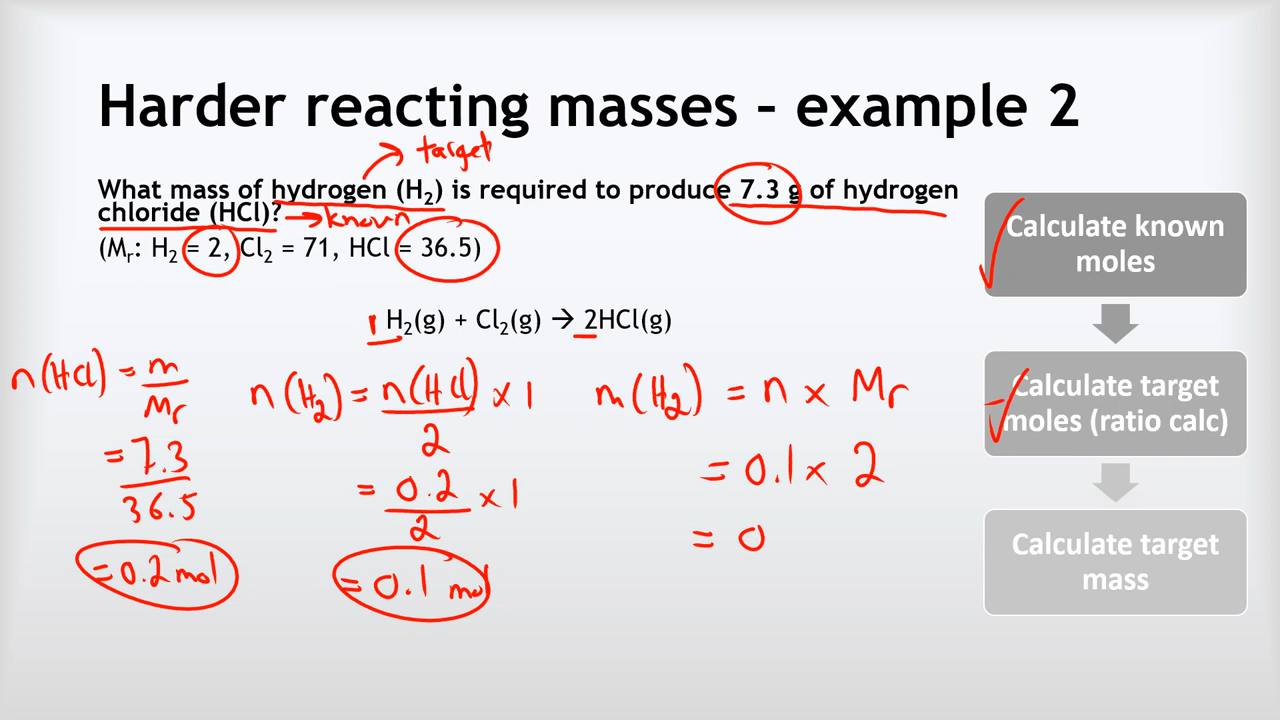 Harder reacting masses – example 2
target
What mass of hydrogen (H₂) is required to produce 7.3 g of hydrogen
chloride (HCl)? → known
(Mᵣ: H₂ = 2, Cl₂ = 71, HCl = 36.5)
1 H₂(g) + Cl₂(g) → 2HCl(g)
n(HCl) = m/Mr
= 7.3/36.5
= 0.2 mol
n(H₂) = n(HCl)/2 × 1
= 0.2/2 × 1
= 0.1 mol
m(H₂) = n × Mr
= 0.1 × 2
= 0
Calculate known
moles
Calculate target
moles (ratio calc)
Calculate target
mass